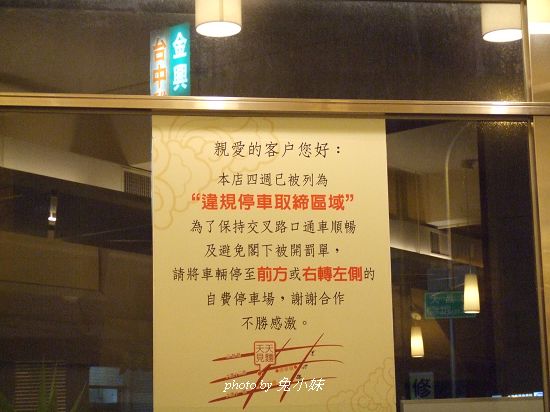 金興
台中
親愛的客户您好：
本店四週已被列為
“違規停車取締區域”
為了保持交叉路口通車順暢
及避免閣下被開罰單，
請將車輛停至前方或右轉左側的
自費停車場，謝謝合作
不勝感激。
天天
見麵
photo by 兔小妹
修